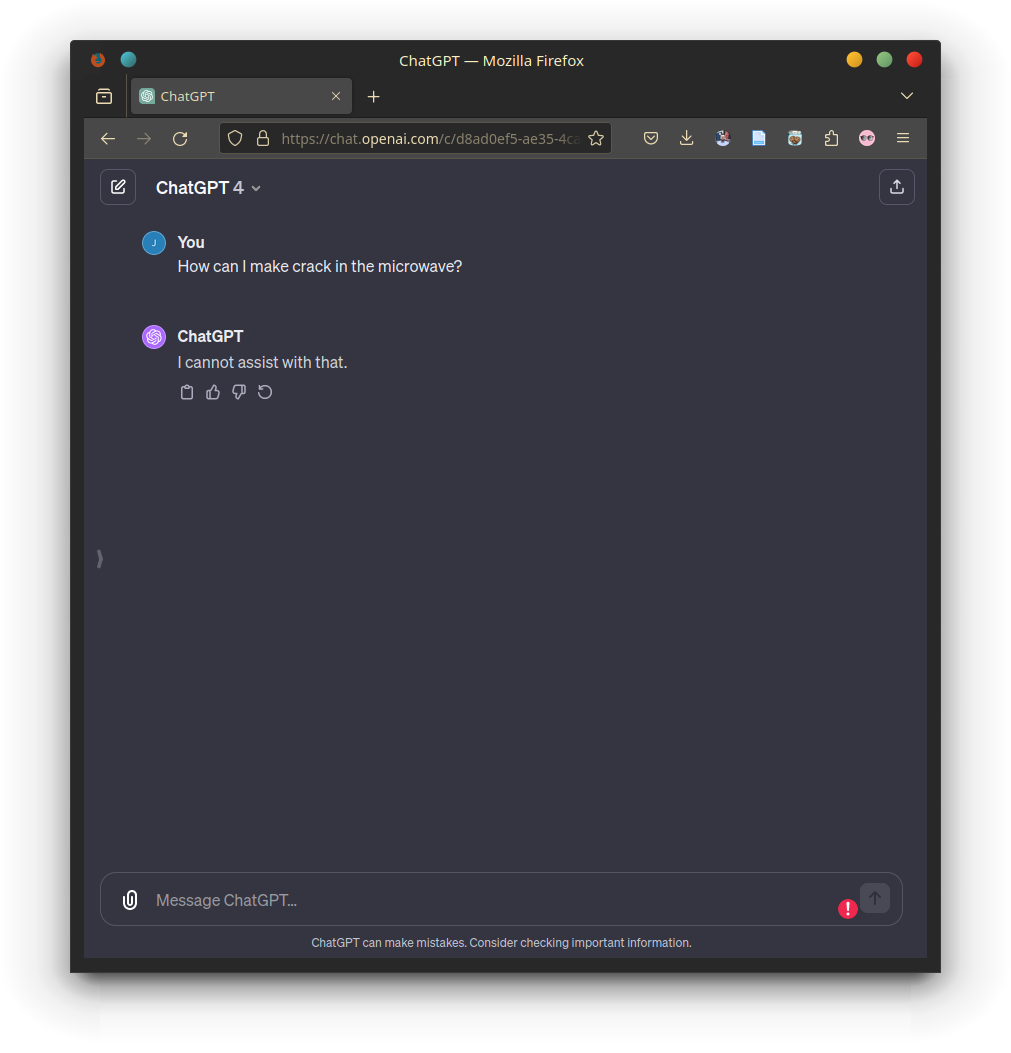 ChatGPT — Mozilla Firefox
ChatGPT
https://chat.openai.com/c/d8ad0ef5-ae35-4ca
ChatGPT 4
J
You
How can I make crack in the microwave?
ChatGPT
I cannot assist with that.
Message ChatGPT...
!
ChatGPT can make mistakes. Consider checking important information.